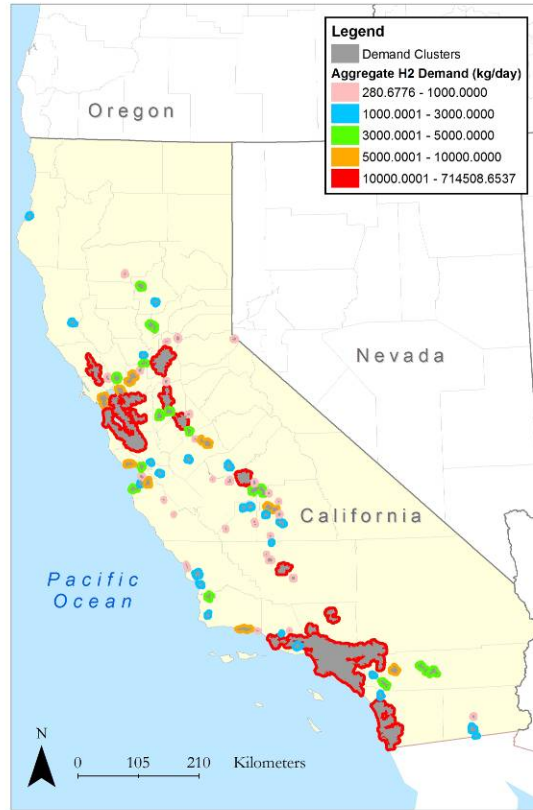 Legend
Demand Clusters
Aggregate H2 Demand (kg/day)
280.6776 - 1000.0000
1000.0001 - 3000.0000
3000.0001 - 5000.0000
5000.0001 - 10000.0000
10000.0001 - 714508.6537
Oregon
Nevada
California
Pacific
Ocean
N
0 105 210 Kilometers